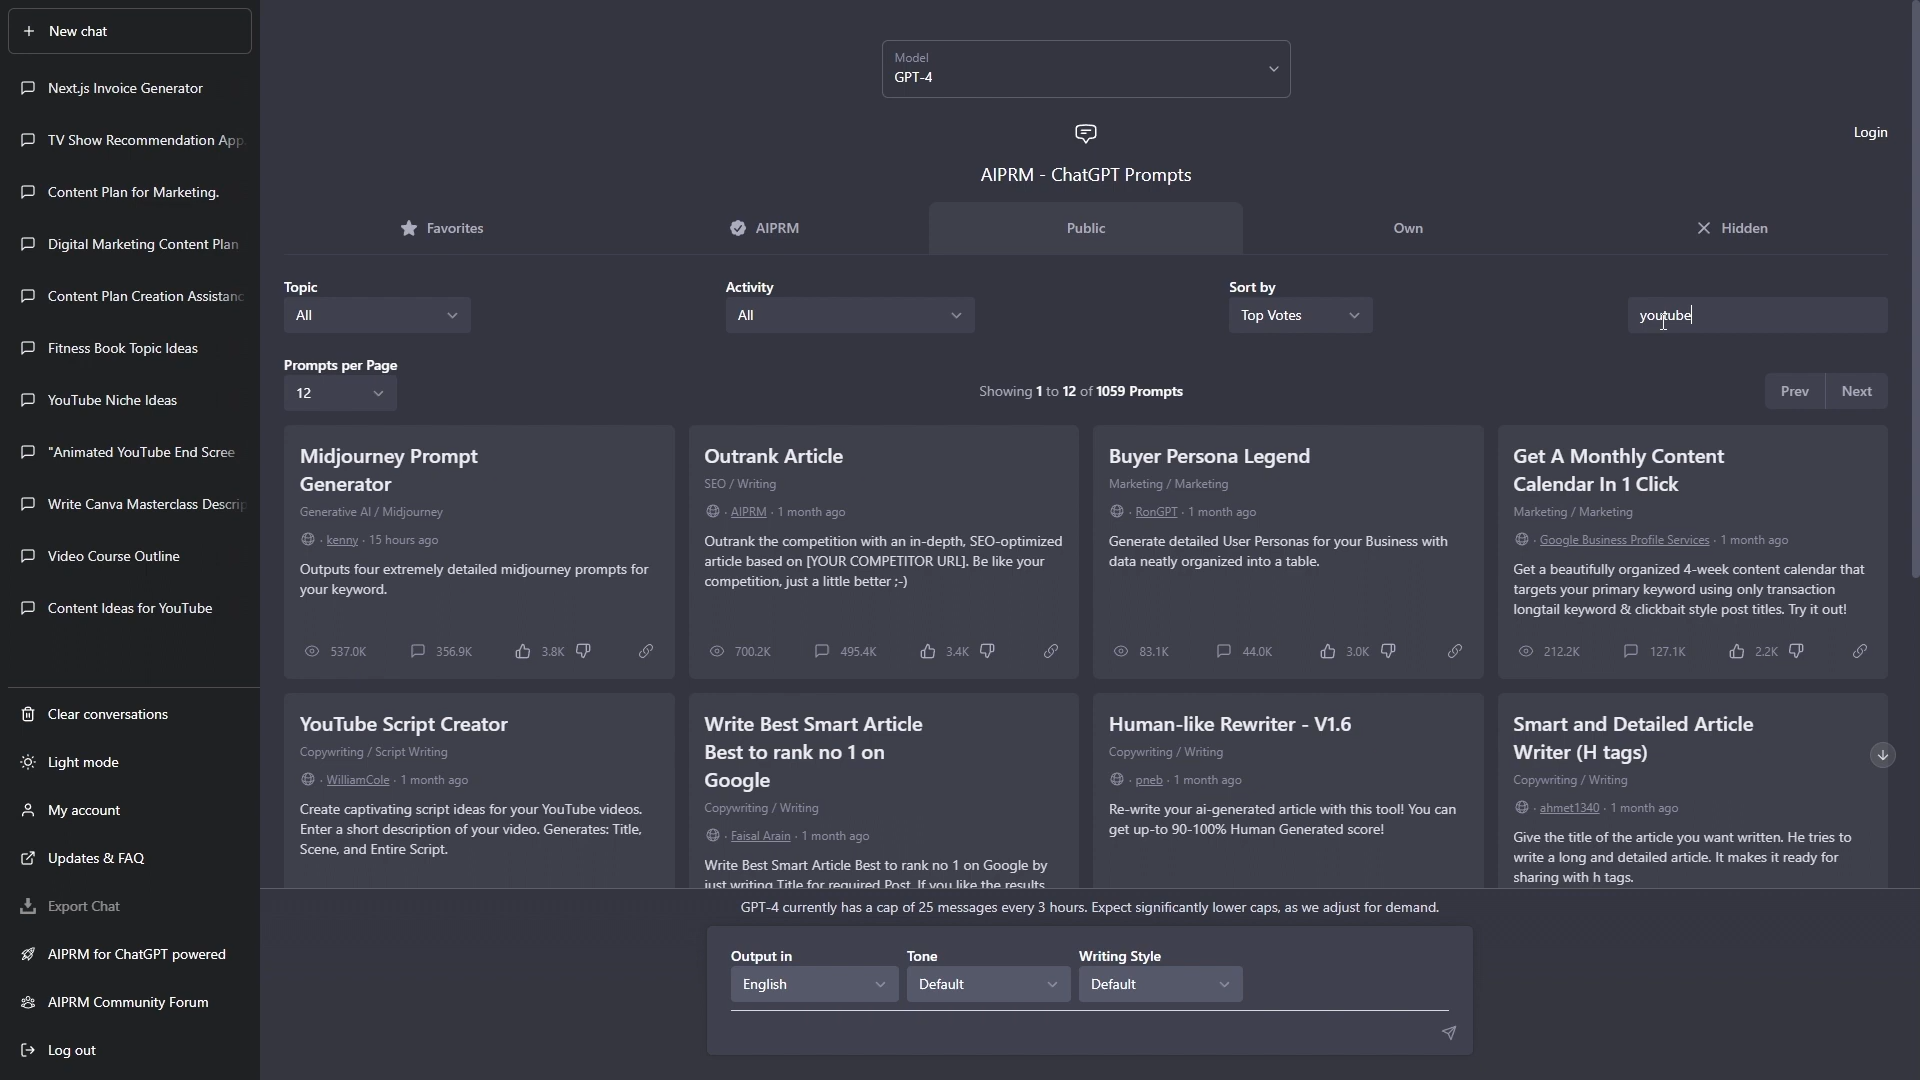 New chat
Next.js Invoice Generator
TV Show Recommendation App.
Content Plan for Marketing.
Digital Marketing Content Plan
Content Plan Creation Assistanc
Fitness Book Topic Ideas
YouTube Niche Ideas
"Animated YouTube End Scree
Write Canva Masterclass Descrip
Video Course Outline
Content Ideas for YouTube
Clear conversations
Light mode
My account
Updates & FAQ
Export Chat
AIPRM for ChatGPT powered
AIPRM Community Forum
Log out
Model
GPT-4
Login
AIPRM - ChatGPT Prompts
Favorites
AIPRM
Public
Own
Hidden
Topic
All
Activity
All
Sort by
Top Votes
youtube
Prompts per Page
12
Showing 1 to 12 of 1059 Prompts
Prev
Next
Midjourney Prompt
Generator
Generative AI / Midjourney
· kenny · 15 hours ago
Outputs four extremely detailed midjourney prompts for
your keyword.
537.0K
356.9K
3.8K
Outrank Article
SEO / Writing
· AIPRM · 1 month ago
Outrank the competition with an in-depth, SEO-optimized
article based on [YOUR COMPETITOR URL]. Be like your
competition, just a little better ;-)
700.2K
495.4K
3.4K
Buyer Persona Legend
Marketing / Marketing
· RonGPT · 1 month ago
Generate detailed User Personas for your Business with
data neatly organized into a table.
83.1K
44.0K
3.0K
Get A Monthly Content
Calendar In 1 Click
Marketing / Marketing
· Google Business Profile Services · 1 month ago
Get a beautifully organized 4-week content calendar that
targets your primary keyword using only transaction
longtail keyword & clickbait style post titles. Try it out!
212.2K
127.1K
2.2K
YouTube Script Creator
Copywriting / Script Writing
· WilliamCole · 1 month ago
Create captivating script ideas for your YouTube videos.
Enter a short description of your video. Generates: Title,
Scene, and Entire Script.
Write Best Smart Article
Best to rank no 1 on
Google
Copywriting / Writing
· Faisal Arain · 1 month ago
Write Best Smart Article Best to rank no 1 on Google by
just writing Title for required Post. If you like the results
Human-like Rewriter - V1.6
Copywriting / Writing
· pneb · 1 month ago
Re-write your ai-generated article with this tool! You can
get up-to 90-100% Human Generated score!
Smart and Detailed Article
Writer (H tags)
Copywriting / Writing
· ahmet1340 · 1 month ago
Give the title of the article you want written. He tries to
write a long and detailed article. It makes it ready for
sharing with h tags.
GPT-4 currently has a cap of 25 messages every 3 hours. Expect significantly lower caps, as we adjust for demand.
Output in
English
Tone
Default
Writing Style
Default